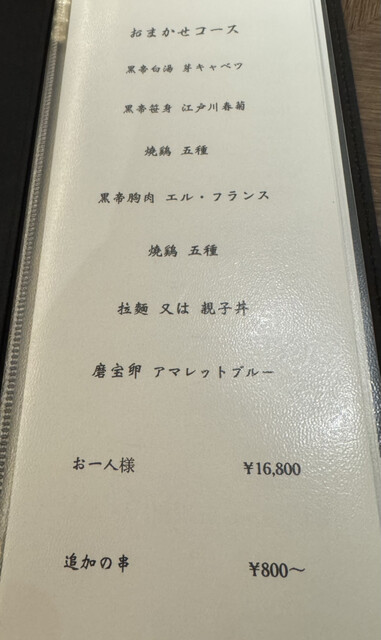 おまかせコース
黒帝白湯 芽キャベツ
黒帝笹身 江戸川春菊
焼鶏 五種
黒帝胸肉 エル・フランス
焼鶏 五種
拉麺 又は 親子丼
磨宝卵 アマレットブルー
お一人様 ¥16,800
追加の串 ¥800～